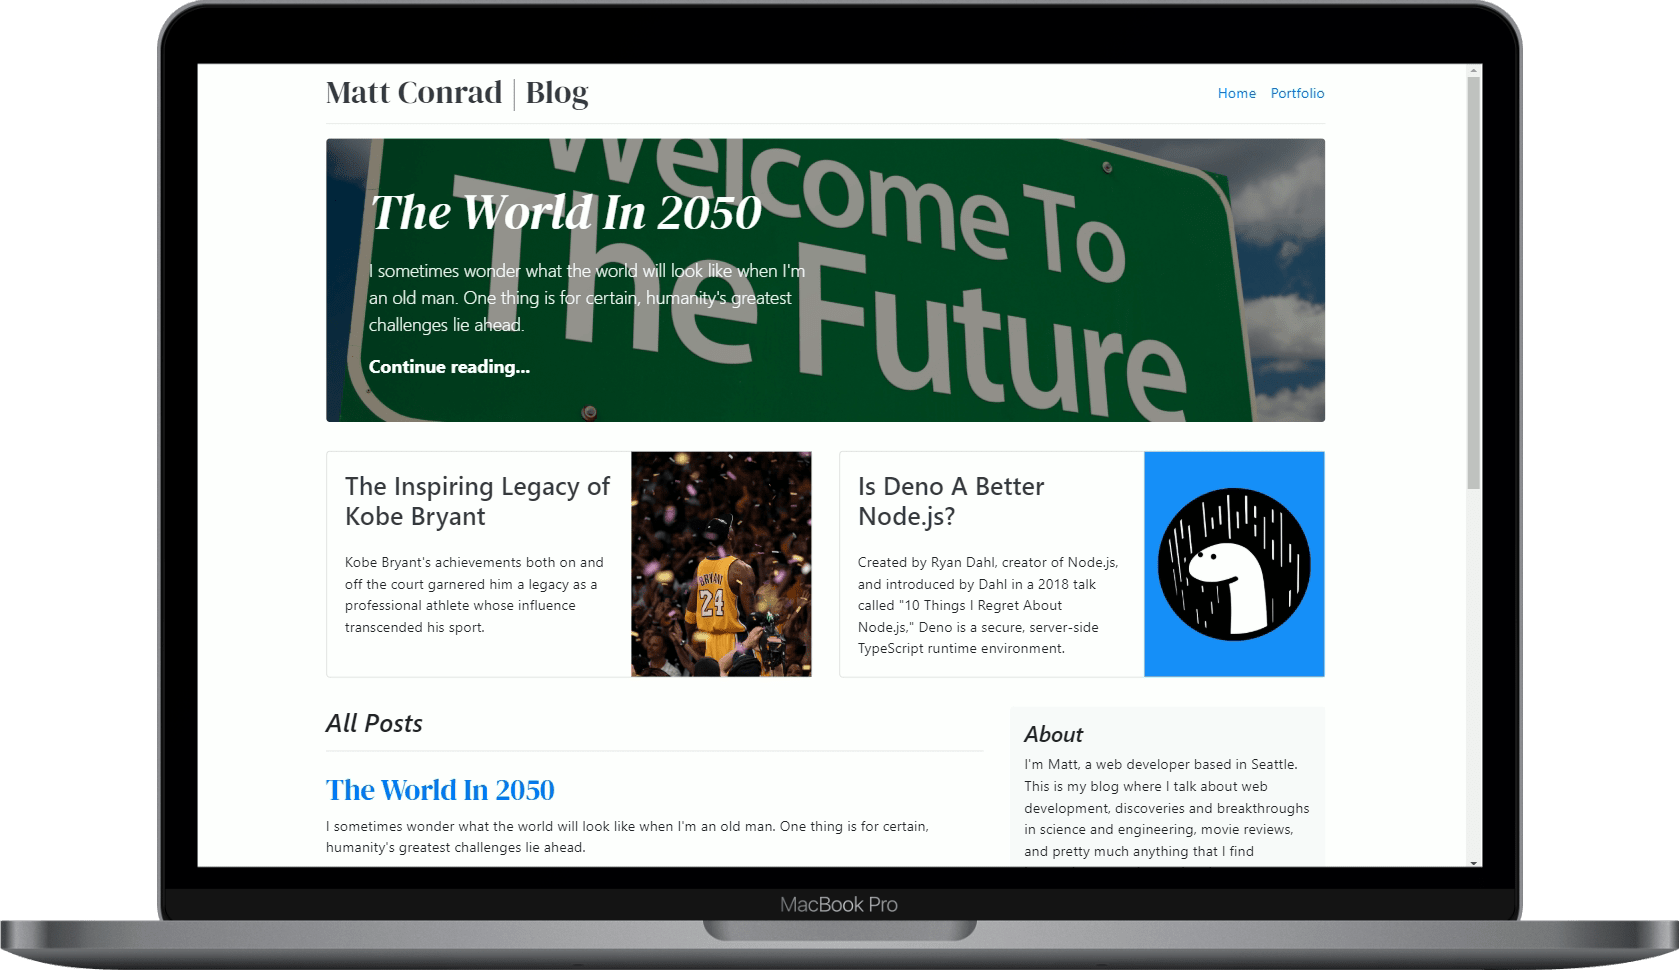 Matt Conrad | Blog
Home Portfolio
Welcome To
The Future
The World In 2050
I sometimes wonder what the world will look like when I'm
an old man. One thing is for certain, humanity's greatest
challenges lie ahead.
Continue reading...
The Inspiring Legacy of
Kobe Bryant
Kobe Bryant's achievements both on and
off the court garnered him a legacy as a
professional athlete whose influence
transcended his sport.
BRYANT
24
Is Deno A Better
Node.js?
Created by Ryan Dahl, creator of Node.js,
and introduced by Dahl in a 2018 talk
called "10 Things I Regret About
Node.js," Deno is a secure, server-side
TypeScript runtime environment.
All Posts
The World In 2050
I sometimes wonder what the world will look like when I'm an old man. One thing is for certain,
humanity's greatest challenges lie ahead.
About
I'm Matt, a web developer based in Seattle.
This is my blog where I talk about web
development, discoveries and breakthroughs
in science and engineering, movie reviews,
and pretty much anything that I find
MacBook Pro